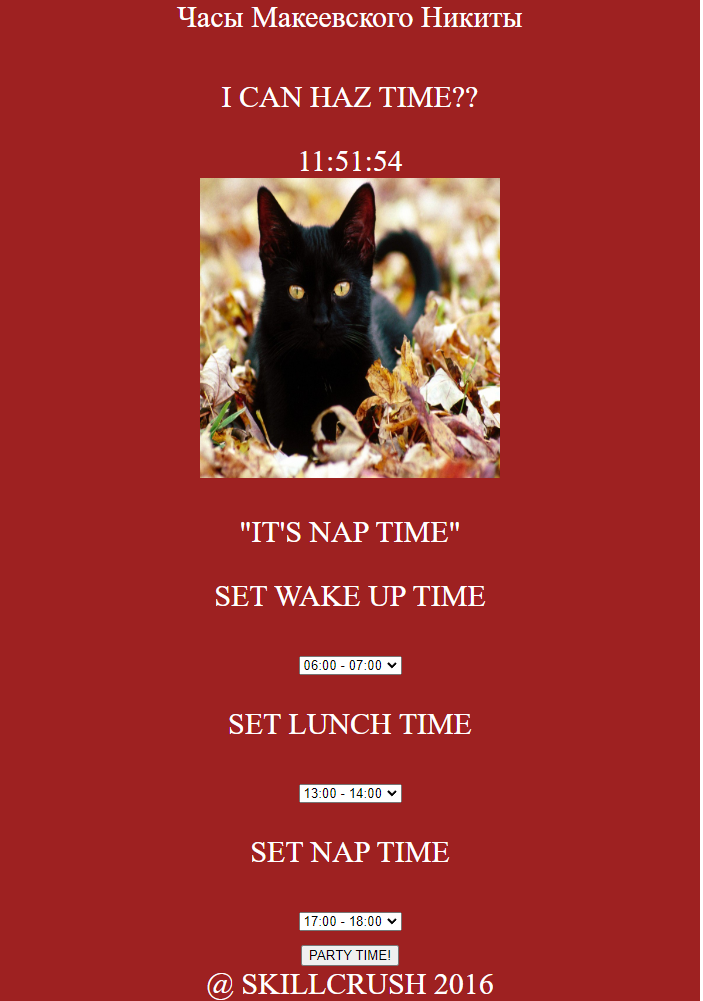 Часы Макеевского Никиты
I CAN HAZ TIME??
11:51:54
"IT'S NAP TIME"
SET WAKE UP TIME
06:00 - 07:00
SET LUNCH TIME
13:00 - 14:00
SET NAP TIME
17:00 - 18:00
PARTY TIME!
@ SKILLCRUSH 2016